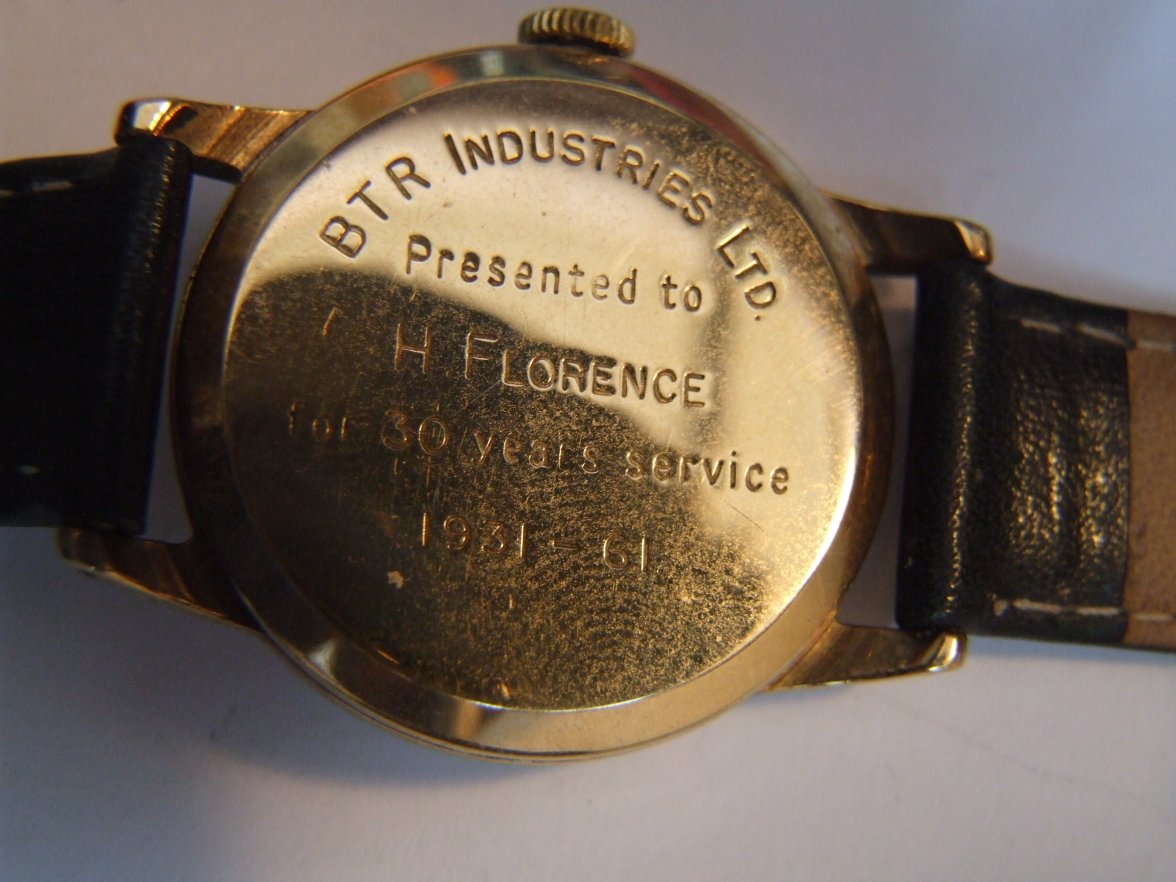 BTR INDUSTRIES LTD.
Presented to
H FLORENCE
for 30 years service
1931 - 61